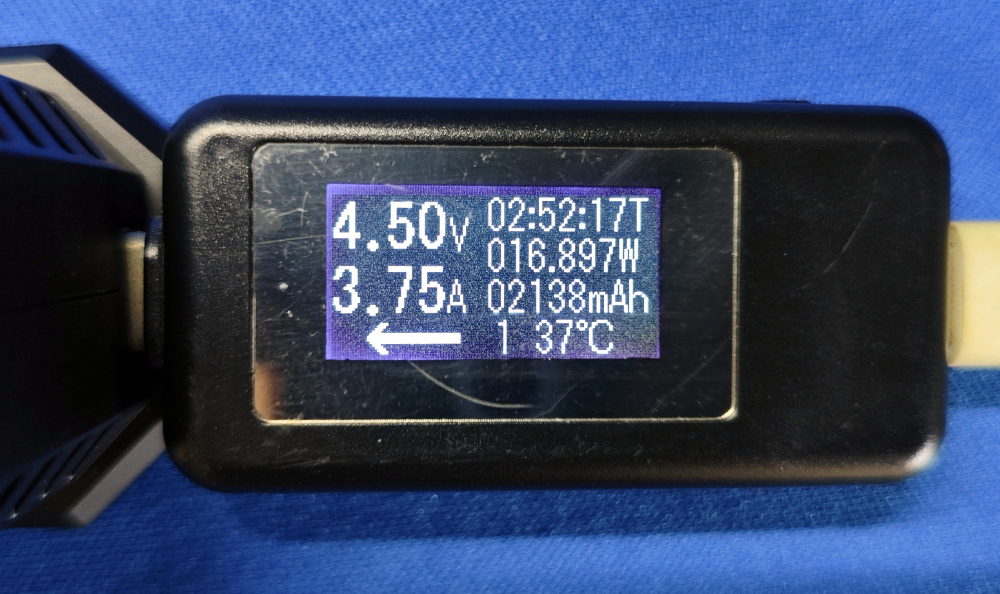 4.50V
3.75A
←
02:52:17T
016.897W
02138mAh
1 37℃